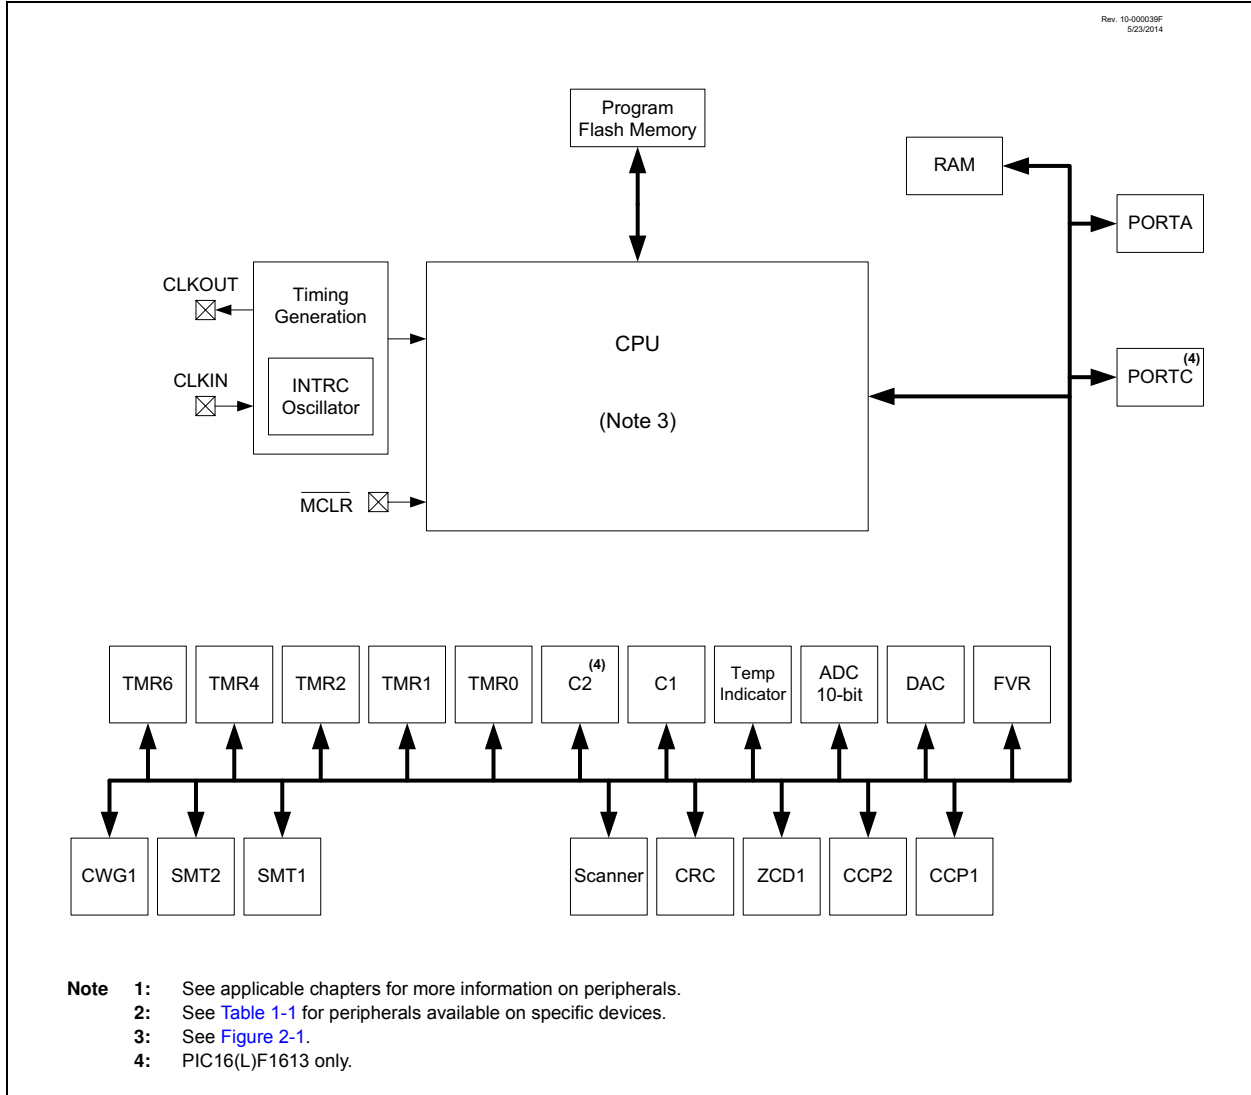 Rev. 10-000039F
5/23/2014
Program
Flash Memory
RAM
PORTA
CLKOUT
Timing
Generation
CPU
PORTC
(4)
CLKIN
INTRC
Oscillator
(Note 3)
MCLR
TMR6
TMR4
TMR2
TMR1
TMR0
C2
(4)
C1
Temp
Indicator
ADC
10-bit
DAC
FVR
CWG1
SMT2
SMT1
Scanner
CRC
ZCD1
CCP2
CCP1
Note 1: See applicable chapters for more information on peripherals.
2: See Table 1-1 for peripherals available on specific devices.
3: See Figure 2-1.
4: PIC16(L)F1613 only.